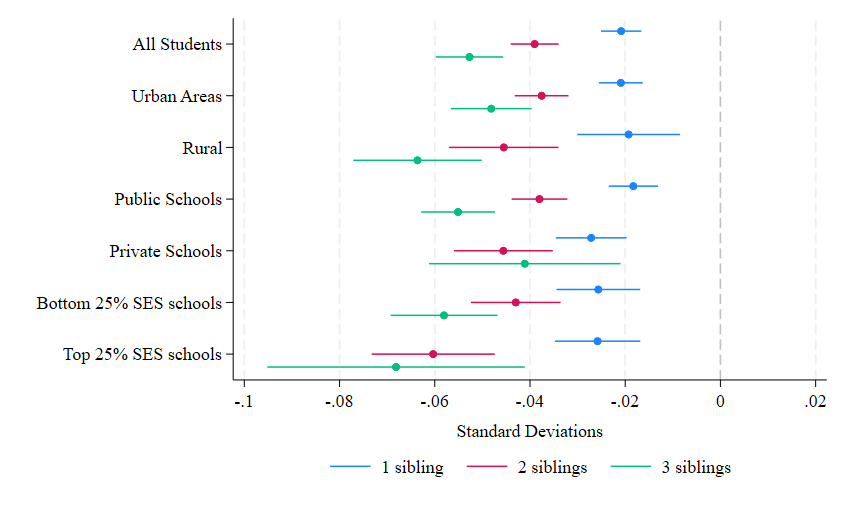 All Students
Urban Areas
Rural
Public Schools
Private Schools
Bottom 25% SES schools
Top 25% SES schools
-.1 -.08 -.06 -.04 -.02 0 .02
Standard Deviations
1 sibling 2 siblings 3 siblings